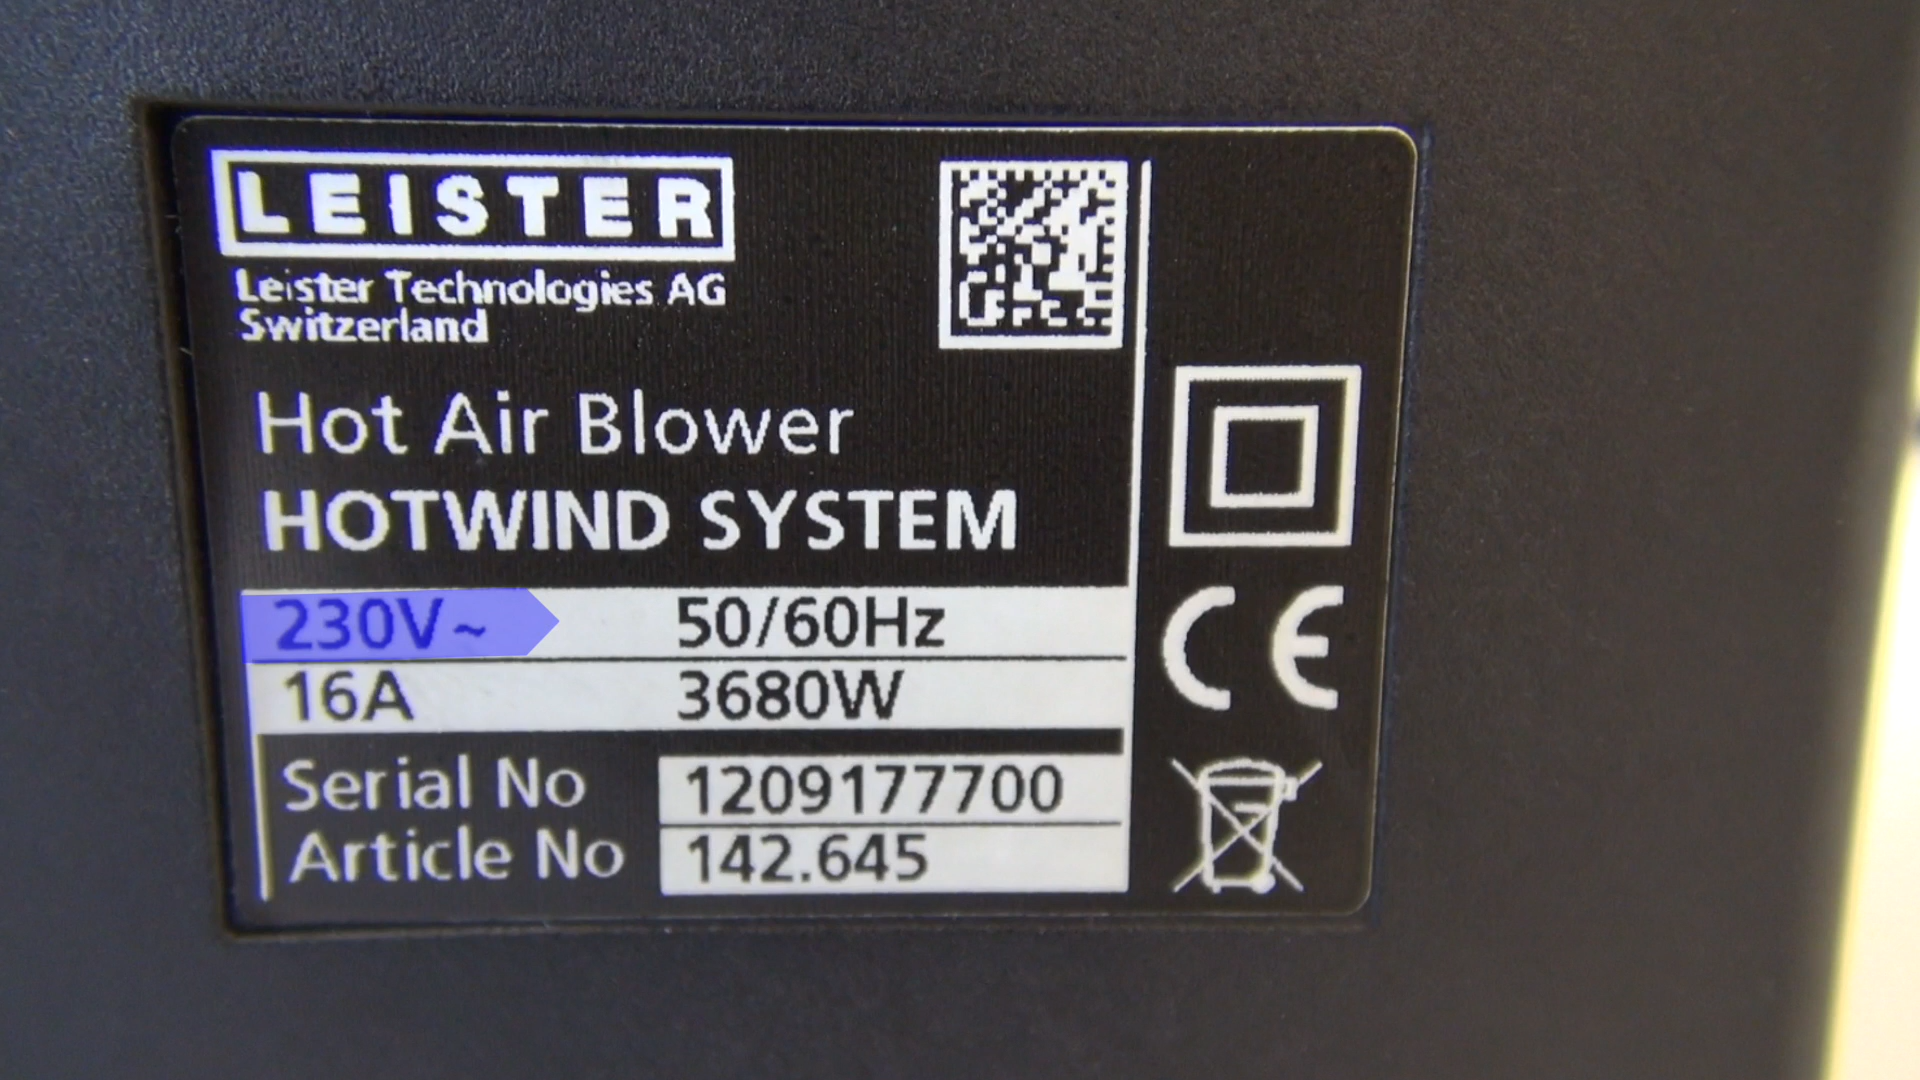 LEISTER
Leister Technologies AG
Switzerland
Hot Air Blower
HOTWIND SYSTEM
230V~ 50/60Hz
16A 3680W
Serial No 1209177700
Article No 142.645
CE